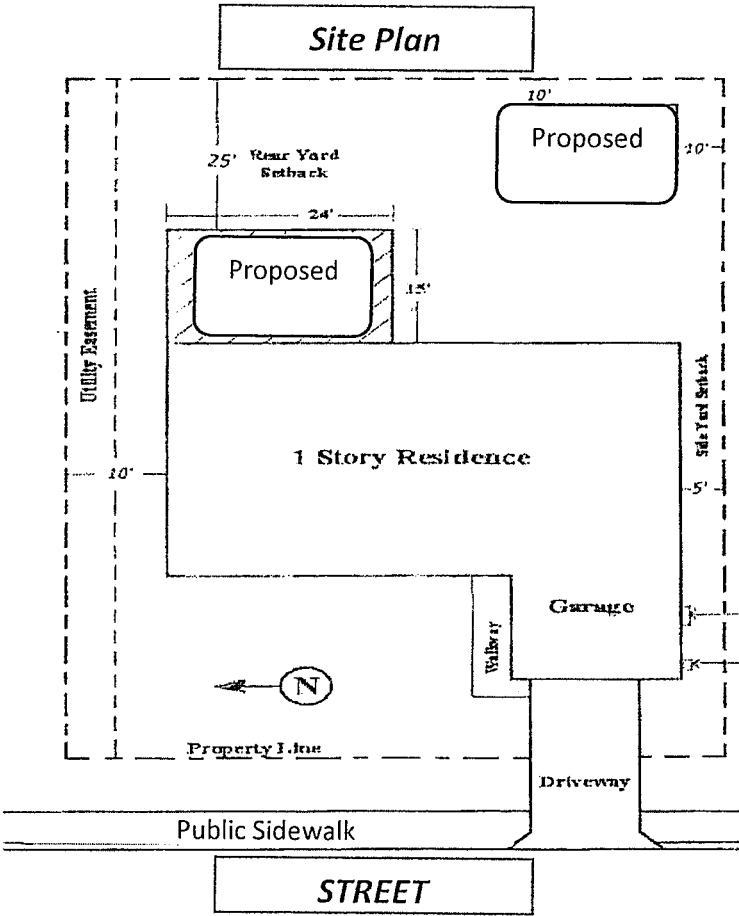 Site Plan
10'
Proposed
10'
25'
Rear Yard
Setback
24'
Proposed
15'
Utility Easement
1 Story Residence
Side Yard Setback
10'
5'
Garage
Walkway
N
Property Line
Driveway
Public Sidewalk
STREET